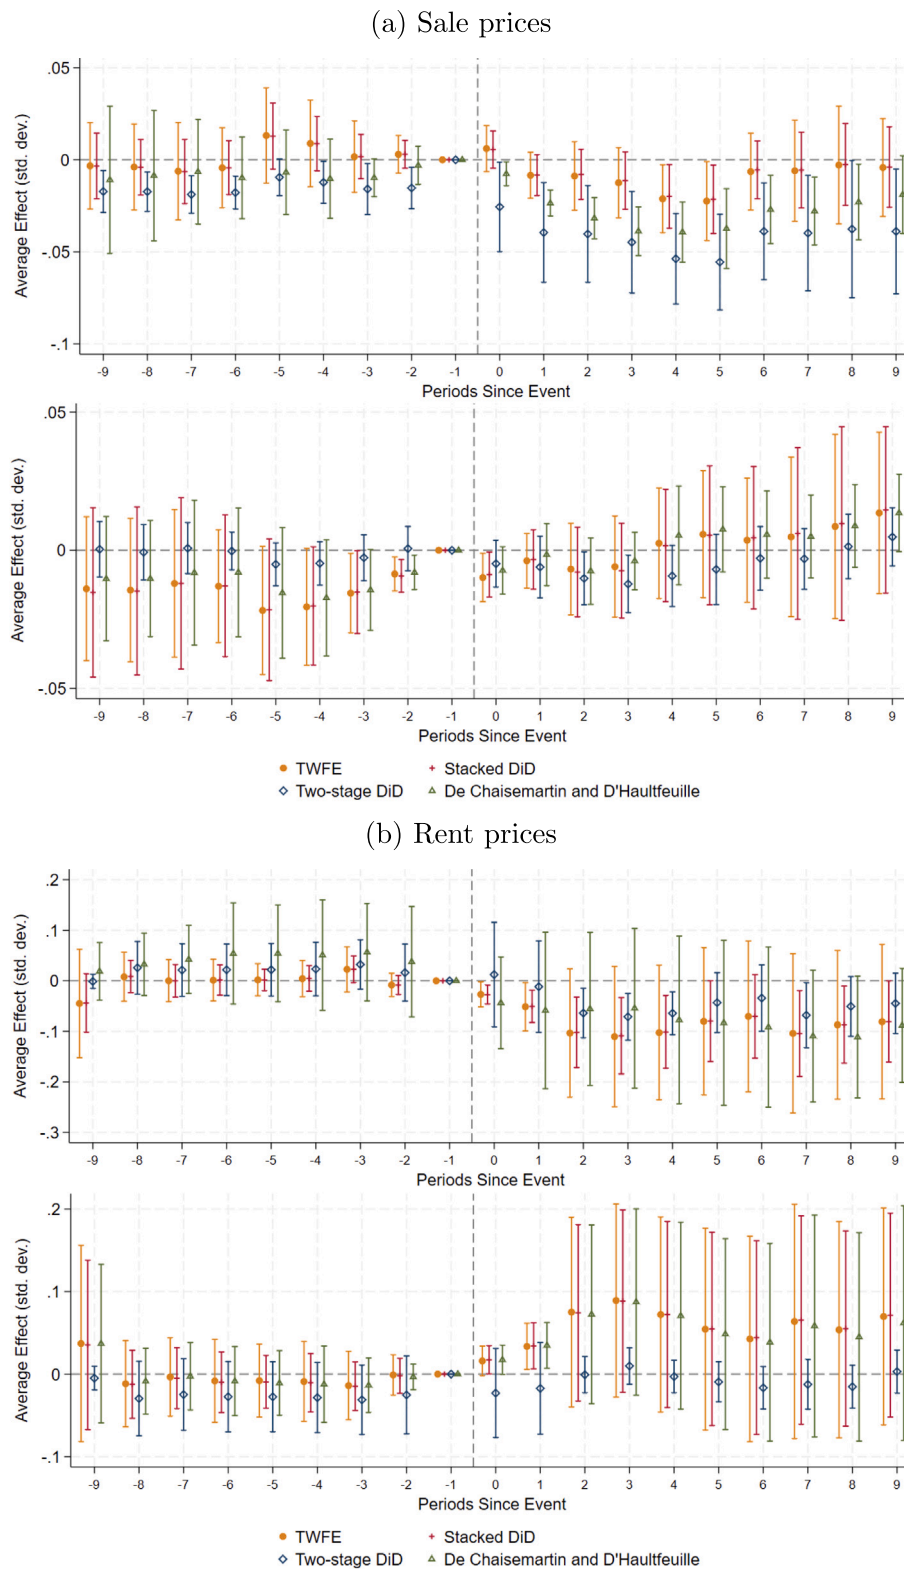 (a) Sale prices
.05
0
-.05
-.1
Average Effect (std. dev.)
-9 -8 -7 -6 -5 -4 -3 -2 -1 0 1 2 3 4 5 6 7 8 9
Periods Since Event
.05
0
-.05
Average Effect (std. dev.)
-9 -8 -7 -6 -5 -4 -3 -2 -1 0 1 2 3 4 5 6 7 8 9
Periods Since Event
TWFE Stacked DiD
Two-stage DiD De Chaisemartin and D'Haultfeuille
(b) Rent prices
.2
.1
0
-.1
-.2
-.3
Average Effect (std. dev.)
-9 -8 -7 -6 -5 -4 -3 -2 -1 0 1 2 3 4 5 6 7 8 9
Periods Since Event
.2
.1
0
-.1
Average Effect (std. dev.)
-9 -8 -7 -6 -5 -4 -3 -2 -1 0 1 2 3 4 5 6 7 8 9
Periods Since Event
TWFE Stacked DiD
Two-stage DiD De Chaisemartin and D'Haultfeuille